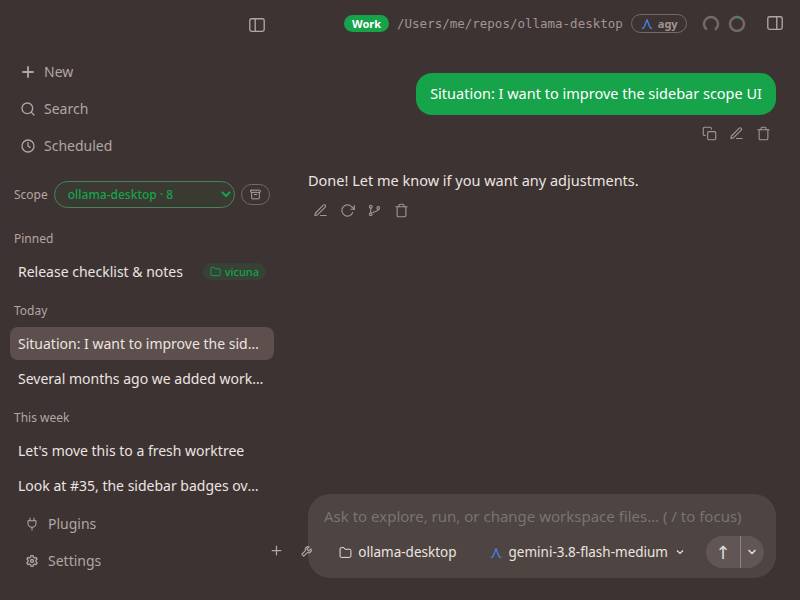 Work /Users/me/repos/ollama-desktop agy
New
Search
Scheduled
Scope ollama-desktop · 8
Pinned
Release checklist & notes vicuna
Today
Situation: I want to improve the sid...
Several months ago we added work...
This week
Let's move this to a fresh worktree
Look at #35, the sidebar badges ov...
Plugins
Settings
Situation: I want to improve the sidebar scope UI
Done! Let me know if you want any adjustments.
Ask to explore, run, or change workspace files... ( / to focus)
ollama-desktop gemini-3.8-flash-medium